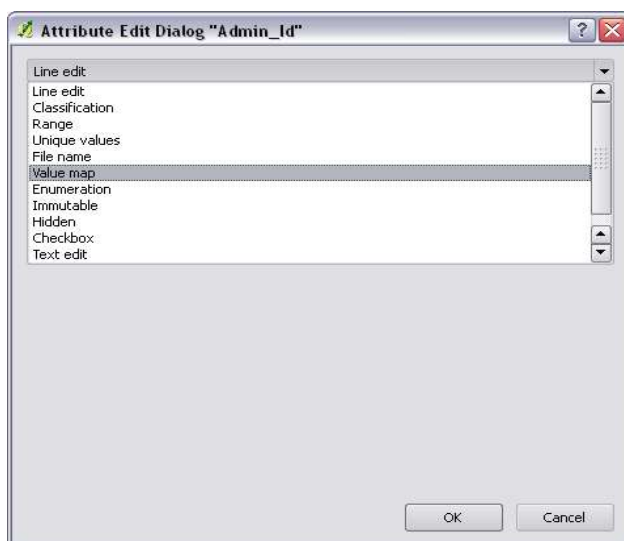 Attribute Edit Dialog "Admin_Id"
Line edit
Line edit
Classification
Range
Unique values
File name
Value map
Enumeration
Immutable
Hidden
Checkbox
Text edit
OK Cancel